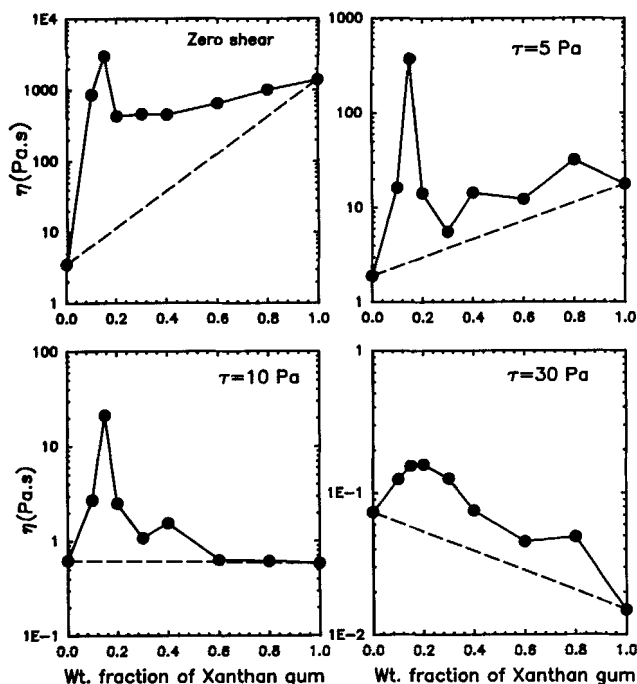 Zero shear
1E4
1000
100
10
1
η(Pa.s)
0.0 0.2 0.4 0.6 0.8 1.0
τ=5 Pa
1000
100
10
1
0.0 0.2 0.4 0.6 0.8 1.0
τ=10 Pa
100
10
1
1E-1
η(Pa.s)
0.0 0.2 0.4 0.6 0.8 1.0
Wt. fraction of Xanthan gum
τ=30 Pa
1
1E-1
1E-2
0.0 0.2 0.4 0.6 0.8 1.0
Wt. fraction of Xanthan gum